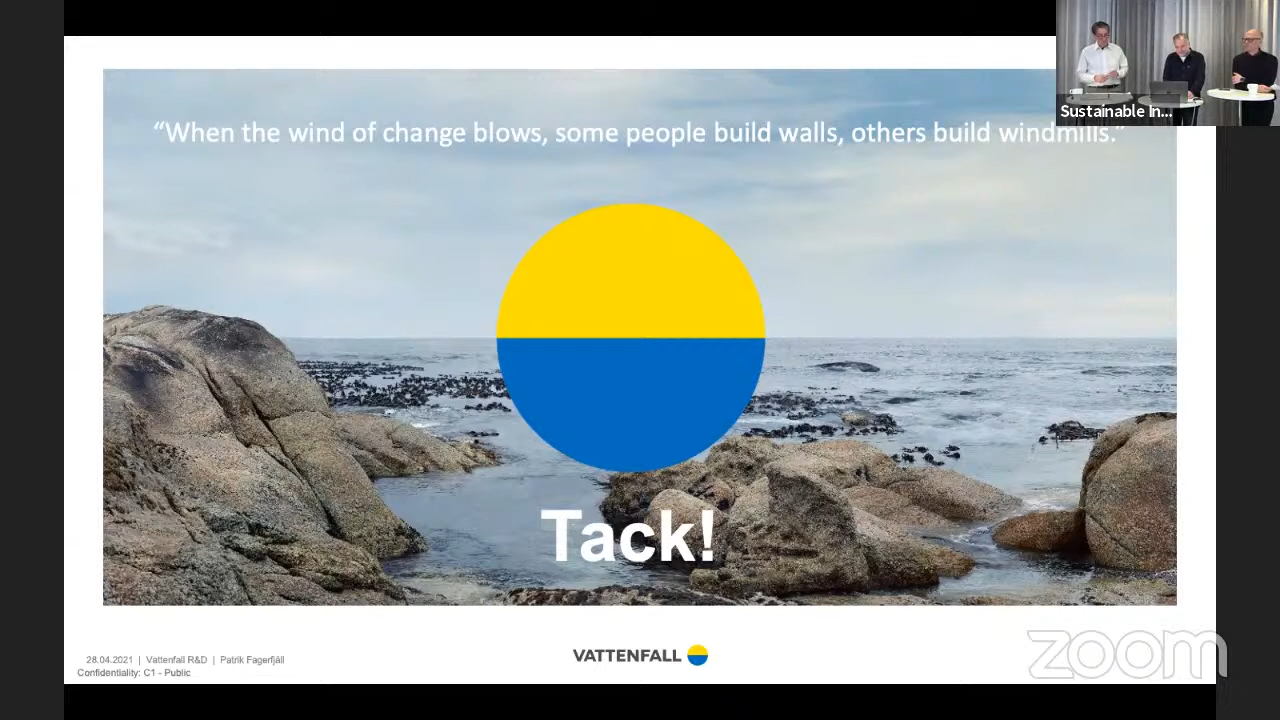 Sustainable In...
“When the wind of change blows, some people build walls, others build windmills.”
Tack!
28.04.2021 | Vattenfall R&D | Patrik Fagerfjäll
Confidentiality: C1 - Public
VATTENFALL
zoom